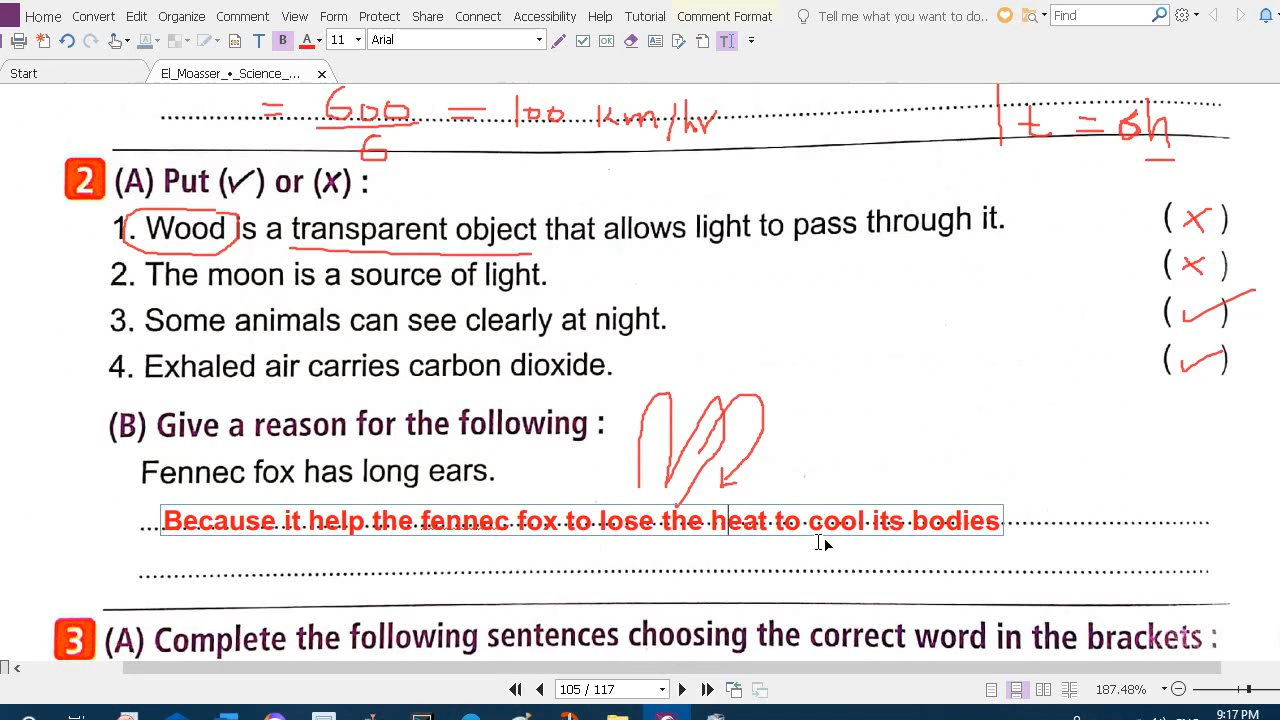 Home Convert Edit Organize Comment View Form Protect Share Connect Accessibility Help Tutorial Comment Format Tell me what you want to do.. Find
11 Arial
Start El_Moasser_•_Science_...
= 600/6 = 100 km/hr t = 6h
2 (A) Put (✓) or (x) :
1. Wood is a transparent object that allows light to pass through it. (x)
2. The moon is a source of light. (x)
3. Some animals can see clearly at night. (✓)
4. Exhaled air carries carbon dioxide. (✓)
(B) Give a reason for the following :
Fennec fox has long ears.
Because it help the fennec fox to lose the heat to cool its bodies
3 (A) Complete the following sentences choosing the correct word in the brackets :
105 / 117 187.48%
9:17 PM